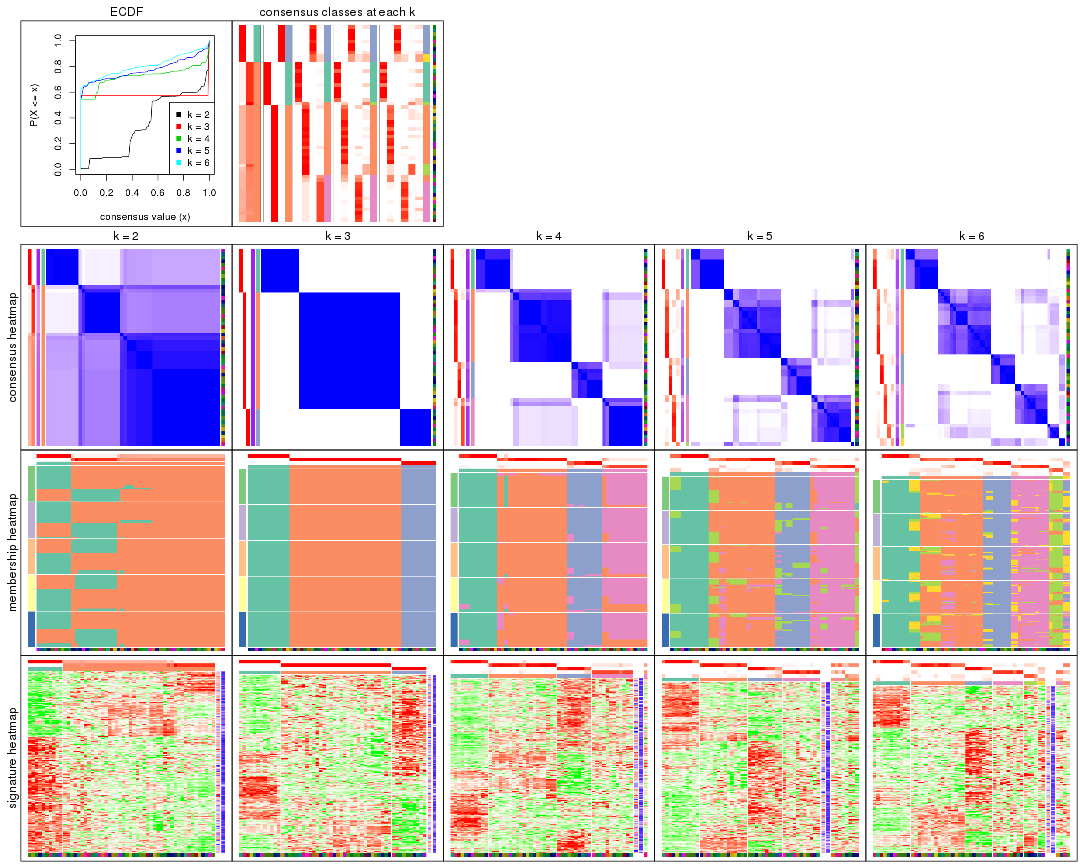 ECDF
consensus classes at each k
P(X <= x)
1.0
0.8
0.6
0.4
0.2
0.0
k = 2
k = 3
k = 4
k = 5
k = 6
0.0 0.2 0.4 0.6 0.8 1.0
consensus value (x)
k = 2
k = 3
k = 4
k = 5
k = 6
consensus heatmap
membership heatmap
signature heatmap